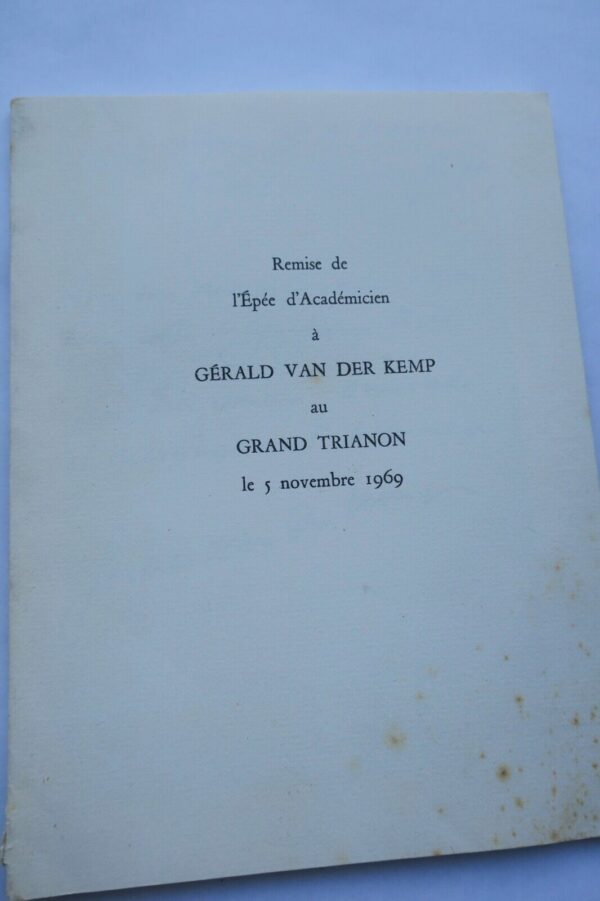 Remise de
l'Épée d'Académicien
à
GÉRALD VAN DER KEMP
au
GRAND TRIANON
le 5 novembre 1969